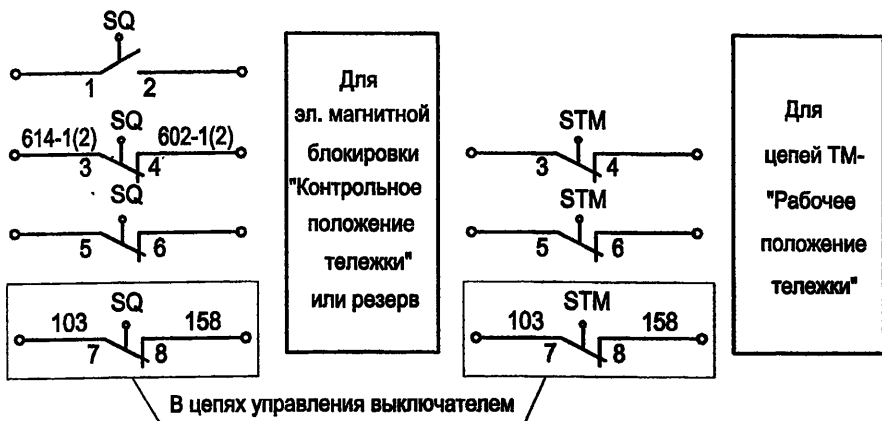 SQ
1 2
SQ
614-1(2) 602-1(2)
3 4
SQ
5 6
SQ
103 158
7 8
Для
эл. магнитной
блокировки
"Контрольное
положение
тележки"
или резерв
STM
3 4
STM
5 6
STM
103 158
7 8
Для
цепей ТМ-
"Рабочее
положение
тележки"
В цепях управления выключателем